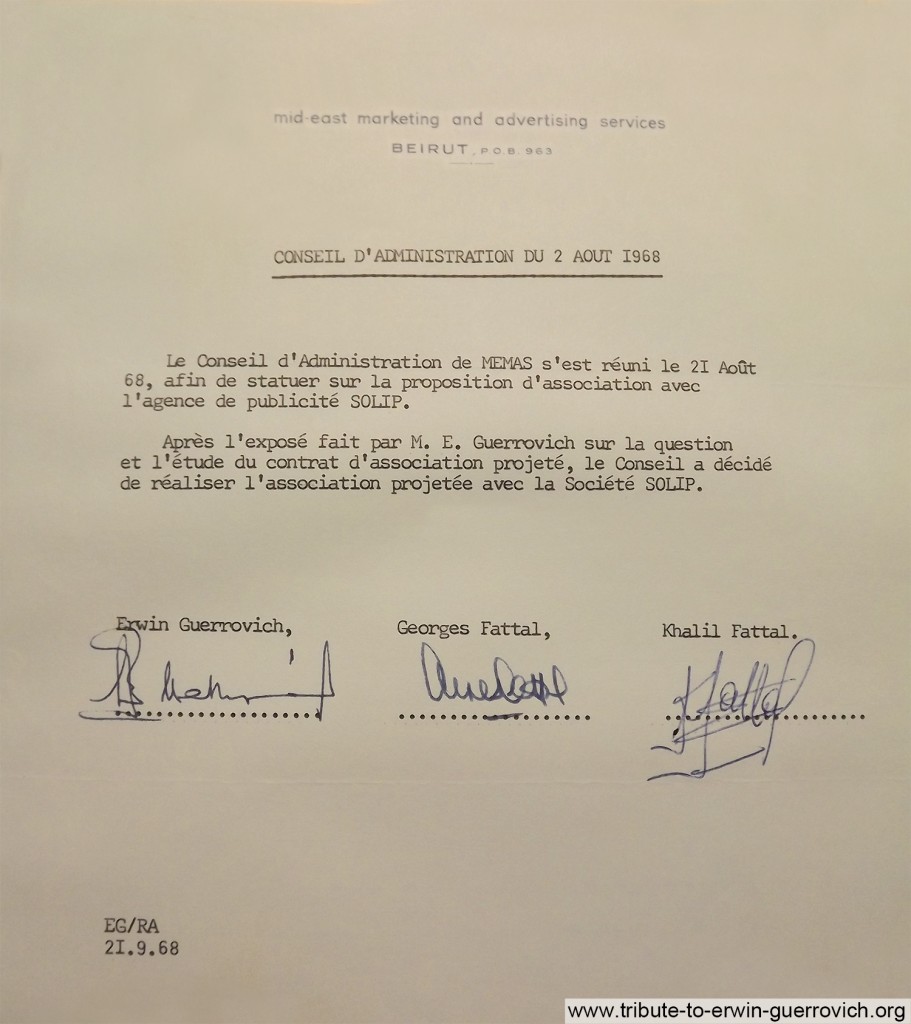 mid-east marketing and advertising services
BEIRUT, P.O.B. 963
CONSEIL D'ADMINISTRATION DU 2 AOUT I968
Le Conseil d'Administration de MEMAS s'est réuni le 2I Août
68, afin de statuer sur la proposition d'association avec
l'agence de publicité SOLIP.
Après l'exposé fait par M. E. Guerrovich sur la question
et l'étude du contrat d'association projeté, le Conseil a décidé
de réaliser l'association projetée avec la Société SOLIP.
Erwin Guerrovich, Georges Fattal, Khalil Fattal.
EG/RA
2I.9.68
www.tribute-to-erwin-guerrovich.org